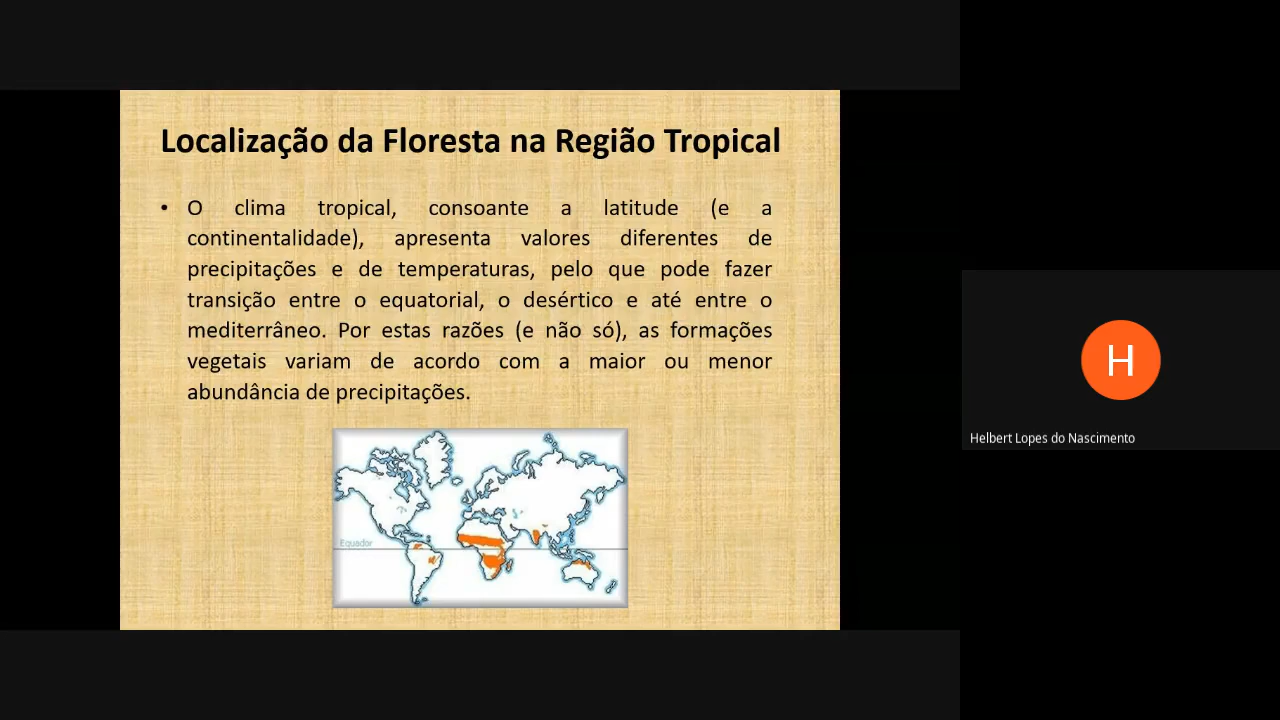 Localização da Floresta na Região Tropical
• O clima tropical, consoante a latitude (e a
continentalidade), apresenta valores diferentes de
precipitações e de temperaturas, pelo que pode fazer
transição entre o equatorial, o desértico e até entre o
mediterrâneo. Por estas razões (e não só), as formações
vegetais variam de acordo com a maior ou menor
abundância de precipitações.
Equador
H
Helbert Lopes do Nascimento